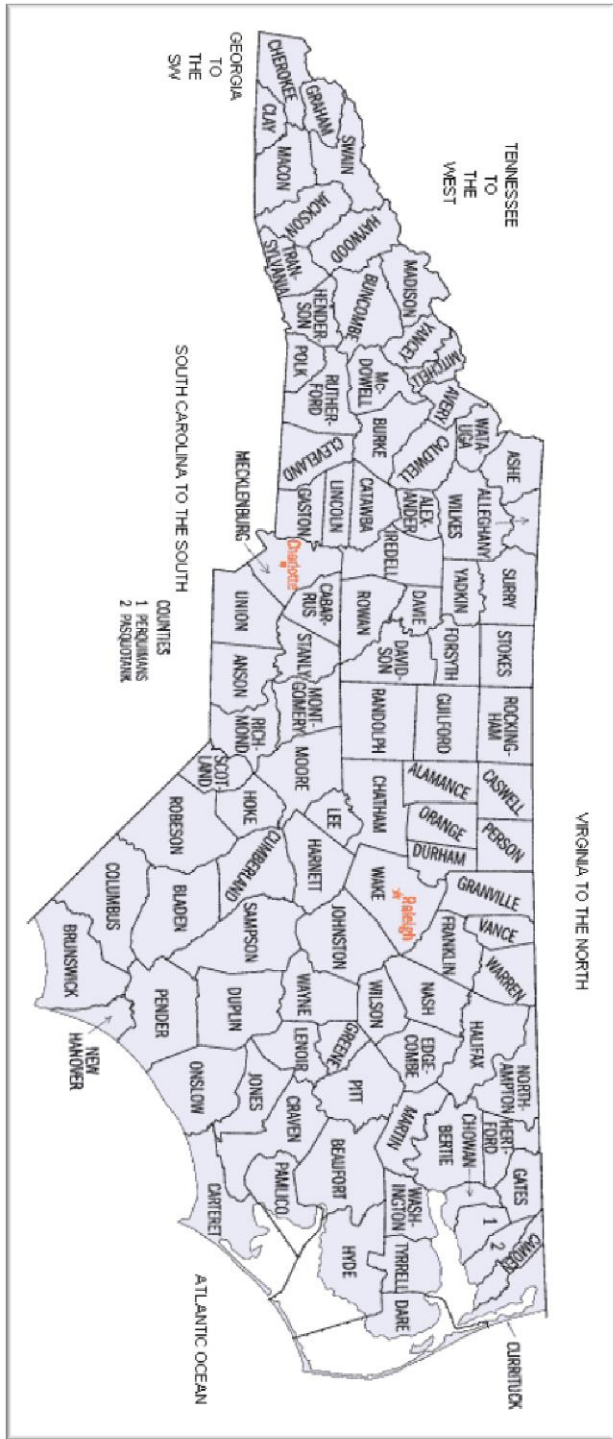 VIRGINIA TO THE NORTH
TENNESSEE
TO
THE
WEST
GEORGIA
TO
THE
SW
SOUTH CAROLINA TO THE SOUTH
ATLANTIC OCEAN
CHEROKEE
GRAHAM
CLAY
SWAIN
MACON
JACKSON
HAYWOOD
TRAN-
SYLVANIA
MADISON
BUNCOMBE
HENDER
SON
YANCEY
MITCHELL
Mc-
DOWELL
POLK
RUTHER-
FORD
AVERY
BURKE
CLEVELAND
WATA-
UGA
CALDWELL
ASHE
ALLEGHANY
WILKES
ALEX-
ANDER
CATAWBA
LINCOLN
GASTON
MECKLENBURG
Charlotte
IREDELL
SURRY
YADKIN
DAVIE
ROWAN
CABAR-
RUS
UNION
STOKES
FORSYTH
DAVID-
SON
STANLY
ANSON
ROCKING-
HAM
GUILFORD
RANDOLPH
MONT-
GOMERY
RICH-
MOND
SCOT-
LAND
CASWELL
ALAMANCE
CHATHAM
MOORE
HOKE
ROBESON
PERSON
ORANGE
DURHAM
LEE
HARNETT
CUMBERLAND
BLADEN
COLUMBUS
BRUNSWICK
NEW
HANOVER
GRANVILLE
VANCE
WARREN
FRANKLIN
WAKE
Raleigh
JOHNSTON
SAMPSON
PENDER
NASH
WILSON
WAYNE
DUPLIN
ONSLOW
HALIFAX
NORTH-
AMPTON
EDGE-
COMBE
GREENE
LENOIR
JONES
PITT
CRAVEN
HERT-
FORD
BERTIE
MARTIN
BEAUFORT
PAMLICO
CARTERET
GATES
CHOWAN
1
2
CAMDEN
CURRITUCK
WASH-
INGTON
TYRRELL
DARE
HYDE
COUNTIES
1 PERQUIMANS
2 PASQUOTANK